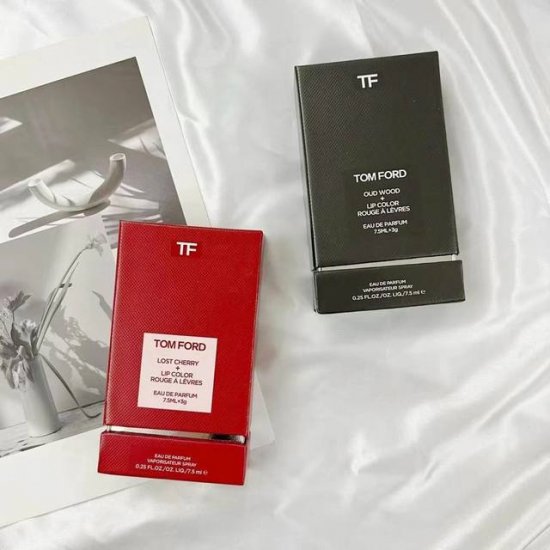 TF
TOM FORD
OUD WOOD
+
LIP COLOR
ROUGE À LÈVRES
EAU DE PARFUM
7.5ML+3g
EAU DE PARFUM
VAPORISATEUR SPRAY
0.25 FL.OZ./OZ. LIQ./7.5 ml e
TF
TOM FORD
LOST CHERRY
+
LIP COLOR
ROUGE À LÈVRES
EAU DE PARFUM
7.5ML+3g
EAU DE PARFUM
VAPORISATEUR SPRAY
0.25 FL.OZ./OZ. LIQ./7.5 ml e